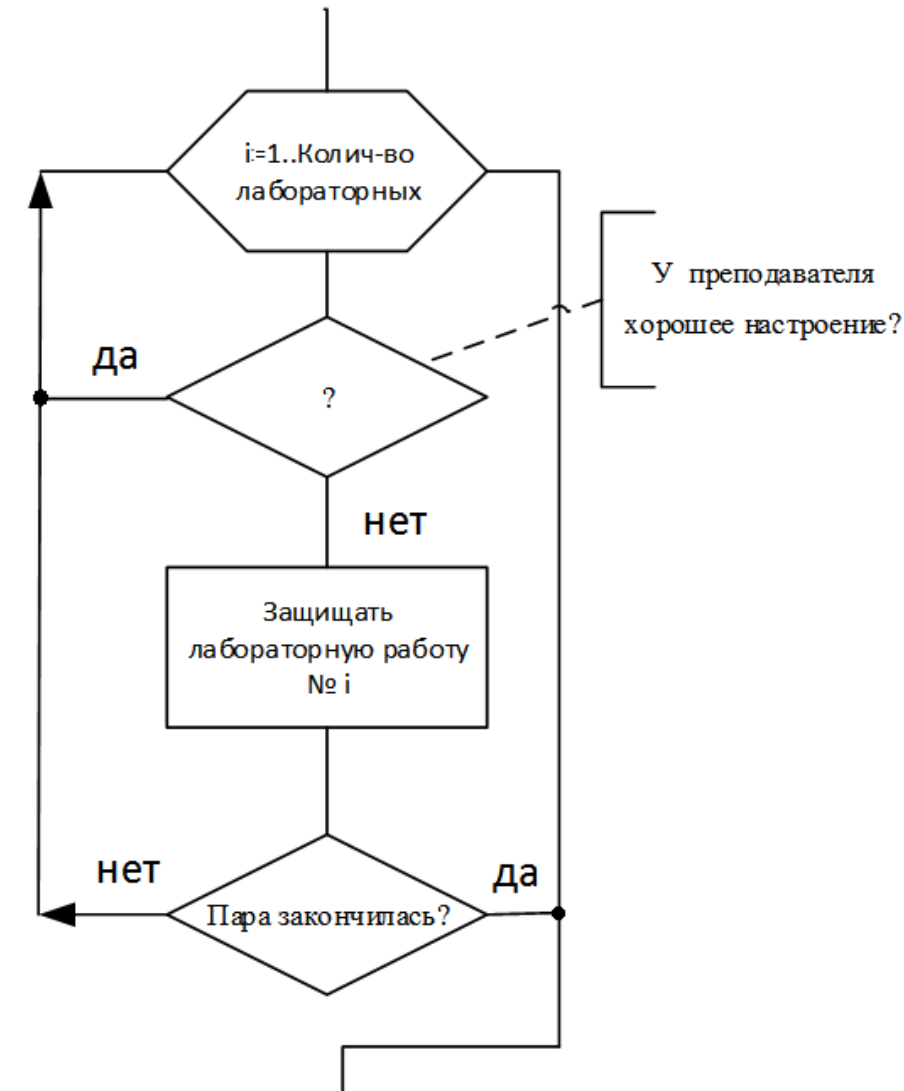 i:=1..Колич-во
лабораторных
У преподавателя
хорошее настроение?
да
?
нет
Защищать
лабораторную работу
№ i
нет
да
Пара закончилась?